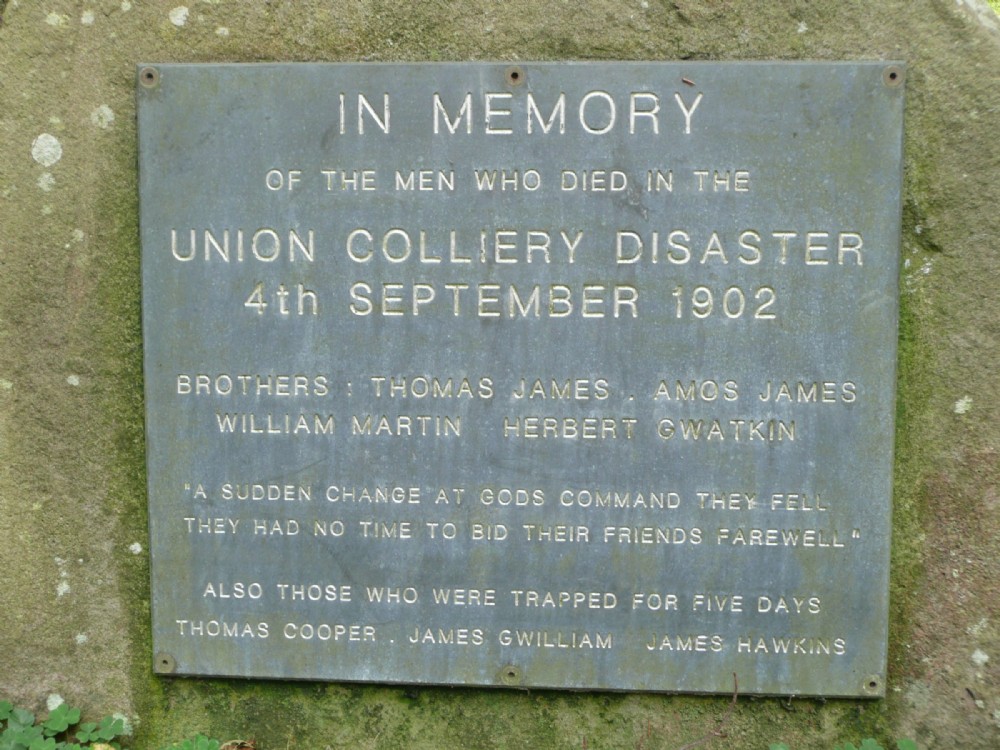 IN MEMORY
OF THE MEN WHO DIED IN THE
UNION COLLIERY DISASTER
4th SEPTEMBER 1902
BROTHERS : THOMAS JAMES . AMOS JAMES
WILLIAM MARTIN HERBERT GWATKIN
"A SUDDEN CHANGE AT GODS COMMAND THEY FELL
THEY HAD NO TIME TO BID THEIR FRIENDS FAREWELL"
ALSO THOSE WHO WERE TRAPPED FOR FIVE DAYS
THOMAS COOPER . JAMES GWILLIAM JAMES HAWKINS